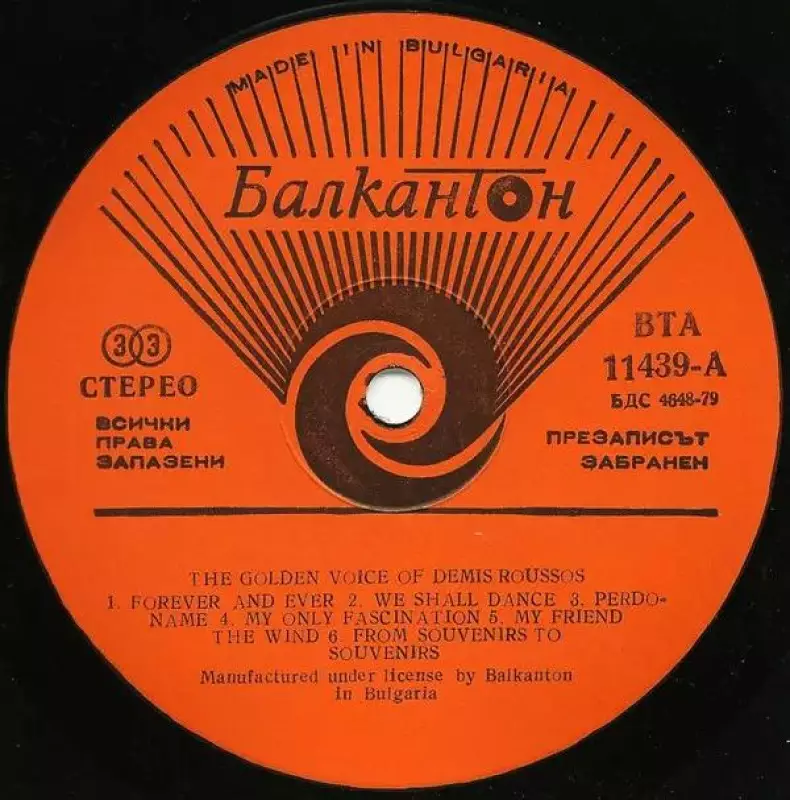 MADE IN BULGARIA
Балкантон
33
СТЕРЕО
ВСИЧКИ
ПРАВА
ЗАПАЗЕНИ
ВТА
11439-А
БДС 4648-79
ПРЕЗАПИСЪТ
ЗАБРАНЕН
THE GOLDEN VOICE OF DEMIS ROUSSOS
1. FOREVER AND EVER 2. WE SHALL DANCE 3. PERDO-
NAME 4. MY ONLY FASCINATION 5. MY FRIEND
THE WIND 6. FROM SOUVENIRS TO
SOUVENIRS
Manufactured under license by Balkanton
in Bulgaria